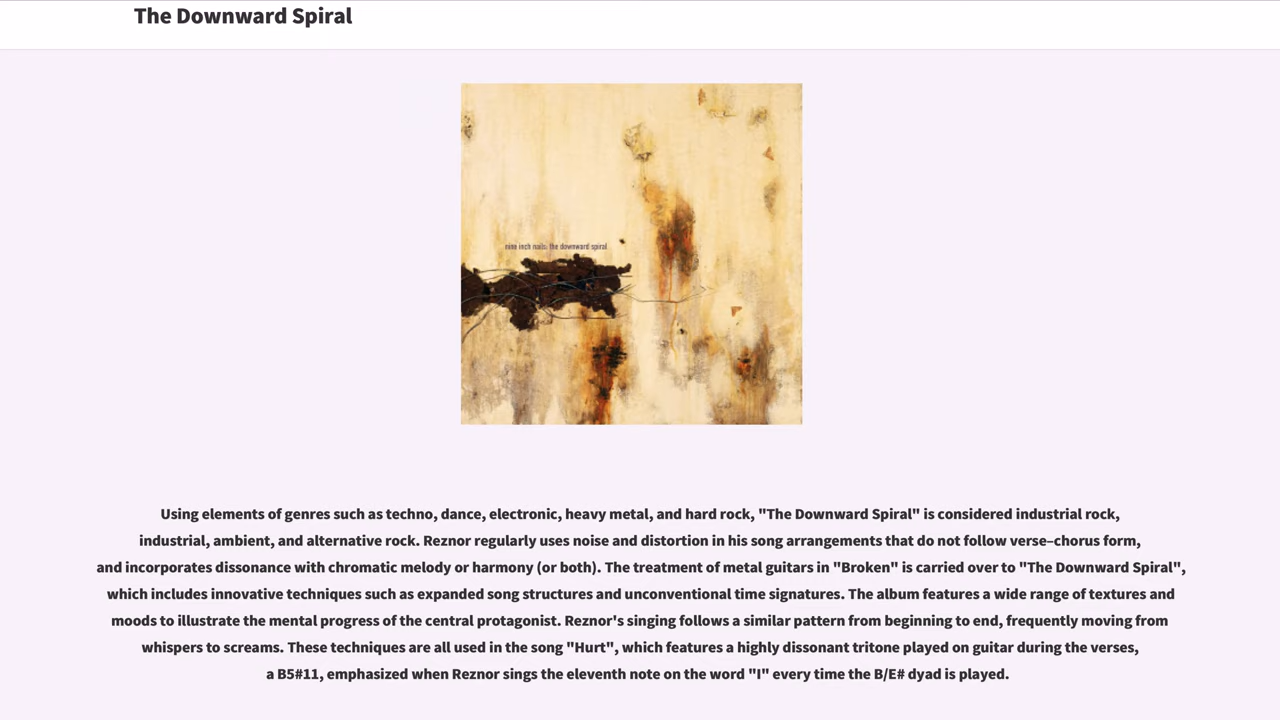 The Downward Spiral
nine inch nails: the downward spiral
Using elements of genres such as techno, dance, electronic, heavy metal, and hard rock, "The Downward Spiral" is considered industrial rock,
industrial, ambient, and alternative rock. Reznor regularly uses noise and distortion in his song arrangements that do not follow verse–chorus form,
and incorporates dissonance with chromatic melody or harmony (or both). The treatment of metal guitars in "Broken" is carried over to "The Downward Spiral",
which includes innovative techniques such as expanded song structures and unconventional time signatures. The album features a wide range of textures and
moods to illustrate the mental progress of the central protagonist. Reznor's singing follows a similar pattern from beginning to end, frequently moving from
whispers to screams. These techniques are all used in the song "Hurt", which features a highly dissonant tritone played on guitar during the verses,
a B5#11, emphasized when Reznor sings the eleventh note on the word "I" every time the B/E# dyad is played.